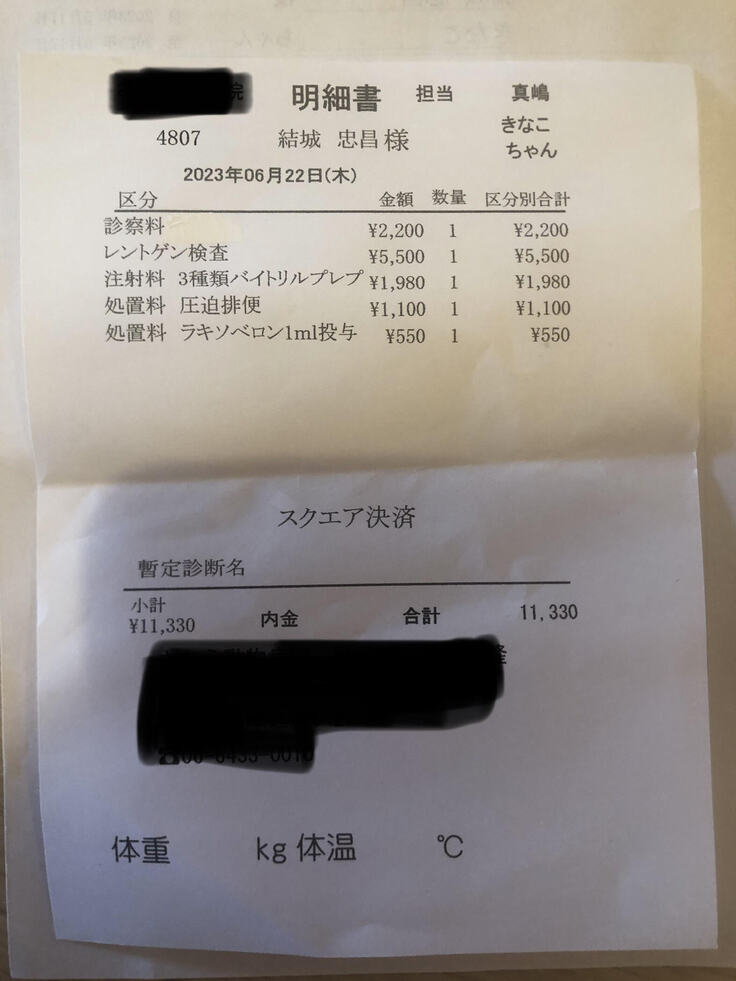 院 明細書 担当 真嶋
4807 結城 忠昌様 きなこ
ちゃん
2023年06月22日(木)
区分 金額 数量 区分別合計
診察料 ¥2,200 1 ¥2,200
レントゲン検査 ¥5,500 1 ¥5,500
注射料 3種類バイトリルプレプ ¥1,980 1 ¥1,980
処置料 圧迫排便 ¥1,100 1 ¥1,100
処置料 ラキソベロン1ml投与 ¥550 1 ¥550
スクエア決済
暫定診断名
小計
¥11,330 内金 合計 11,330
体重 kg 体温 ℃